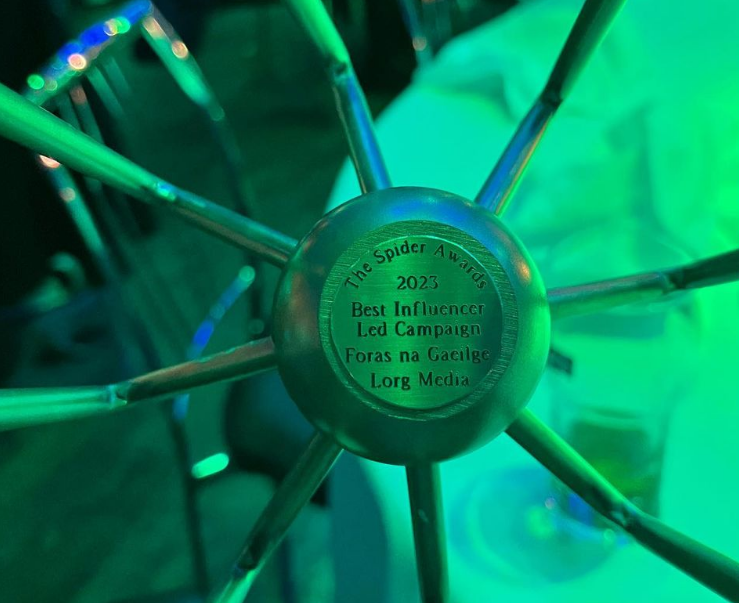 The Spider Awards
2023
Best Influencer
Led Campaign
Foras na Gaeilge
Lorg Media